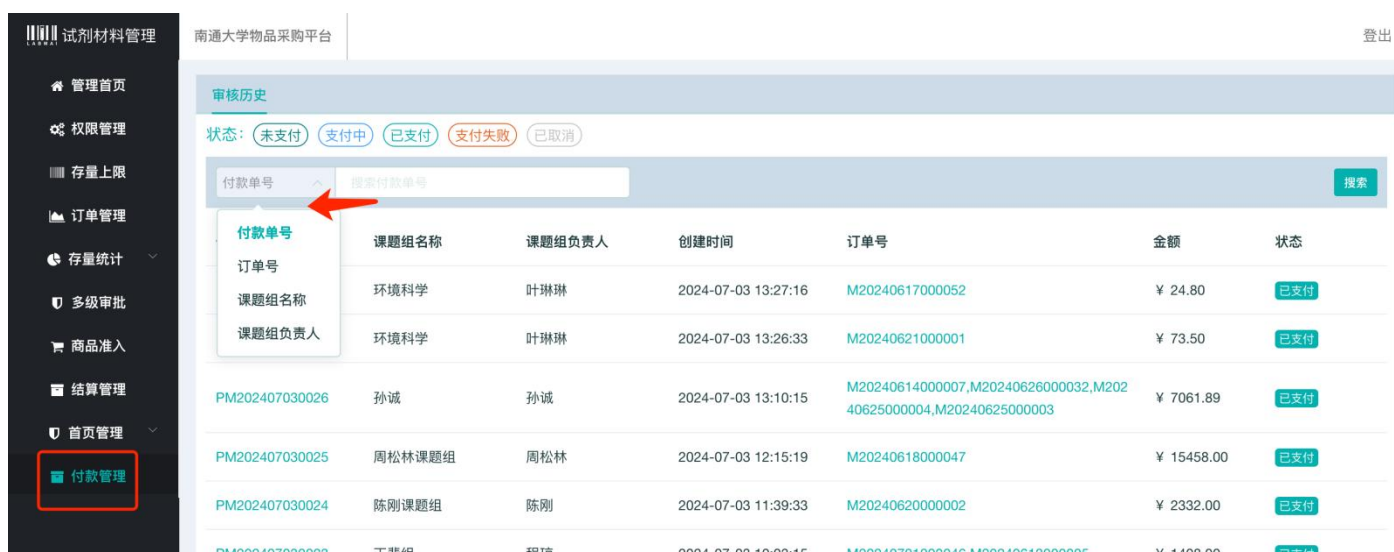 LABMAI 试剂材料管理
南通大学物品采购平台
登出
管理首页
权限管理
存量上限
订单管理
存量统计
多级审批
商品准入
结算管理
首页管理
付款管理
审核历史
状态: 未支付 支付中 已支付 支付失败 已取消
付款单号 搜索付款单号 搜索
付款单号
订单号
课题组名称
课题组负责人
课题组名称 课题组负责人 创建时间 订单号 金额 状态
环境科学 叶琳琳 2024-07-03 13:27:16 M20240617000052 ¥ 24.80 已支付
环境科学 叶琳琳 2024-07-03 13:26:33 M20240621000001 ¥ 73.50 已支付
PM202407030026 孙诚 孙诚 2024-07-03 13:10:15 M20240614000007,M20240626000032,M202 ¥ 7061.89 已支付
40625000004,M20240625000003
PM202407030025 周松林课题组 周松林 2024-07-03 12:15:19 M20240618000047 ¥ 15458.00 已支付
PM202407030024 陈刚课题组 陈刚 2024-07-03 11:39:33 M20240620000002 ¥ 2332.00 已支付